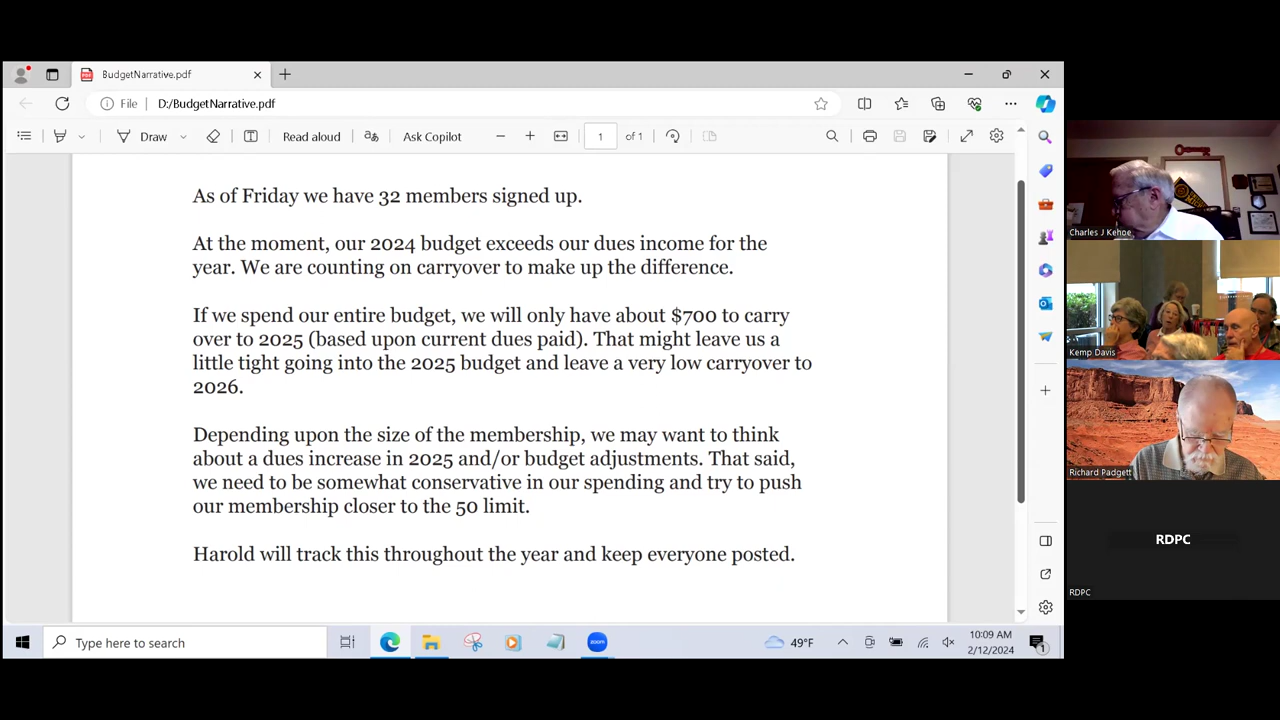 BudgetNarrative.pdf
File D:/BudgetNarrative.pdf
Draw Read aloud Ask Copilot 1 of 1
As of Friday we have 32 members signed up.
At the moment, our 2024 budget exceeds our dues income for the
year. We are counting on carryover to make up the difference.
If we spend our entire budget, we will only have about $700 to carry
over to 2025 (based upon current dues paid). That might leave us a
little tight going into the 2025 budget and leave a very low carryover to
2026.
Depending upon the size of the membership, we may want to think
about a dues increase in 2025 and/or budget adjustments. That said,
we need to be somewhat conservative in our spending and try to push
our membership closer to the 50 limit.
Harold will track this throughout the year and keep everyone posted.
Type here to search
zoom
49°F
10:09 AM
2/12/2024
1
Charles J Kehoe
Kemp Davis
Richard Padgett
RDPC
RDPC